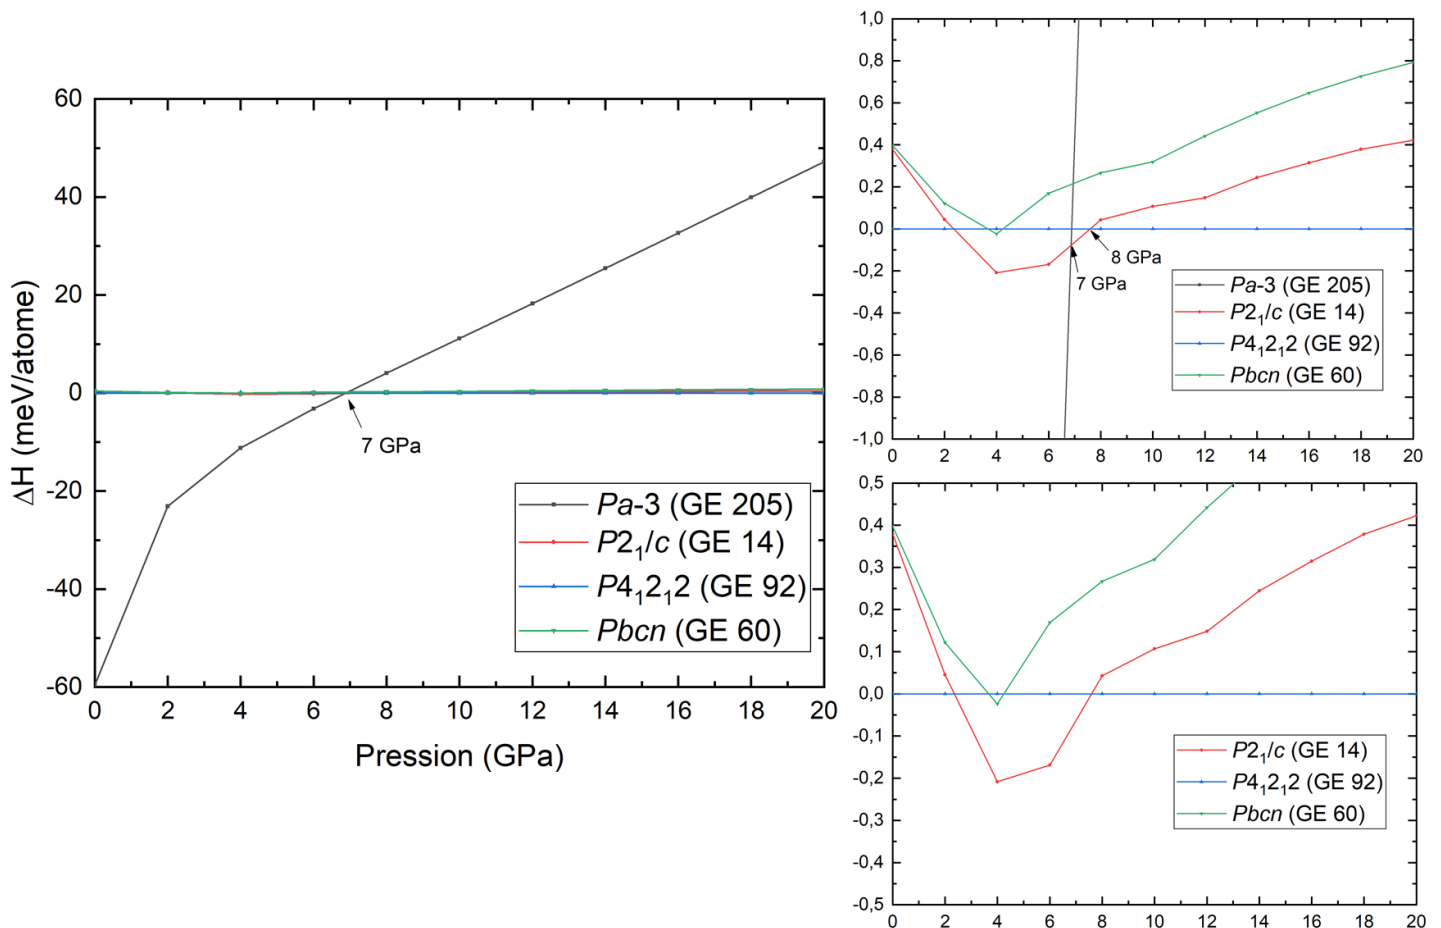 ΔH (meV/atome)
60
40
20
0
-20
-40
-60
7 GPa
Pa-3 (GE 205)
P2₁/c (GE 14)
P4₁2₁2 (GE 92)
Pbcn (GE 60)
0 2 4 6 8 10 12 14 16 18 20
Pression (GPa)
1,0
0,8
0,6
0,4
0,2
0,0
-0,2
-0,4
-0,6
-0,8
-1,0
8 GPa
7 GPa
Pa-3 (GE 205)
P2₁/c (GE 14)
P4₁2₁2 (GE 92)
Pbcn (GE 60)
0 2 4 6 8 10 12 14 16 18 20
0,5
0,4
0,3
0,2
0,1
0,0
-0,1
-0,2
-0,3
-0,4
-0,5
P2₁/c (GE 14)
P4₁2₁2 (GE 92)
Pbcn (GE 60)
0 2 4 6 8 10 12 14 16 18 20